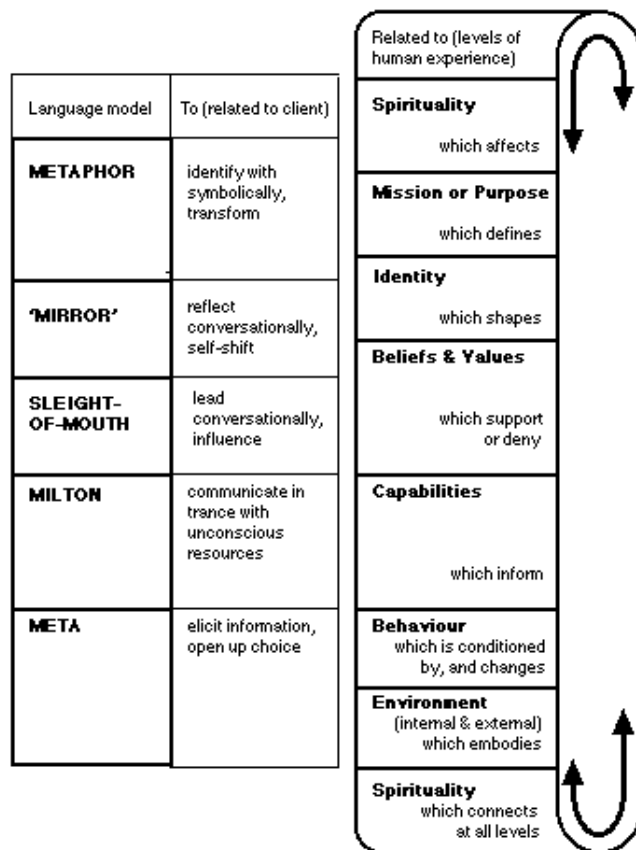 Language model
To (related to client)
METAPHOR
identify with
symbolically,
transform
'MIRROR'
reflect
conversationally,
self-shift
SLEIGHT-
OF-MOUTH
lead
conversationally,
influence
MILTON
communicate in
trance with
unconscious
resources
META
elicit information,
open up choice
Related to (levels of
human experience)
Spirituality
which affects
Mission or Purpose
which defines
Identity
which shapes
Beliefs & Values
which support
or deny
Capabilities
which inform
Behaviour
which is conditioned
by, and changes
Environment
(internal & external)
which embodies
Spirituality
which connects
at all levels